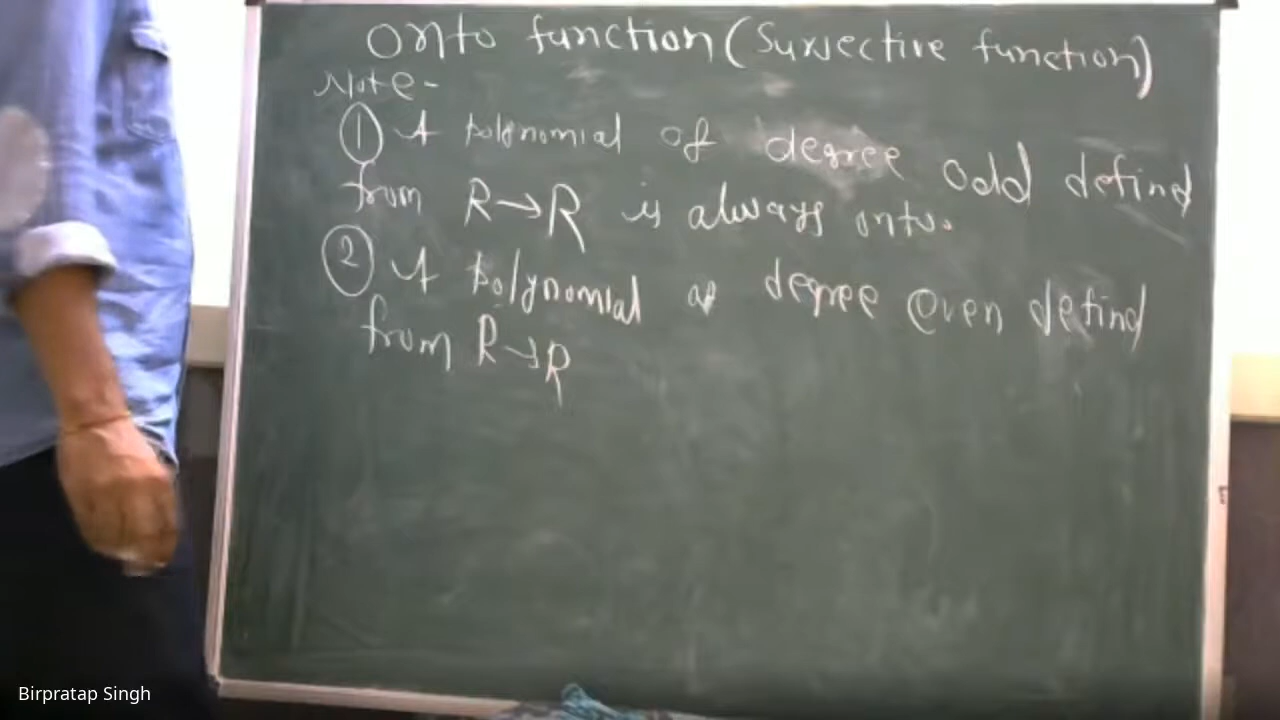 Onto function (Surjective function)
Note-
① A polynomial of degree odd defined
from R→R is always onto.
② A polynomial of degree even defind
from R→R
Birpratap Singh